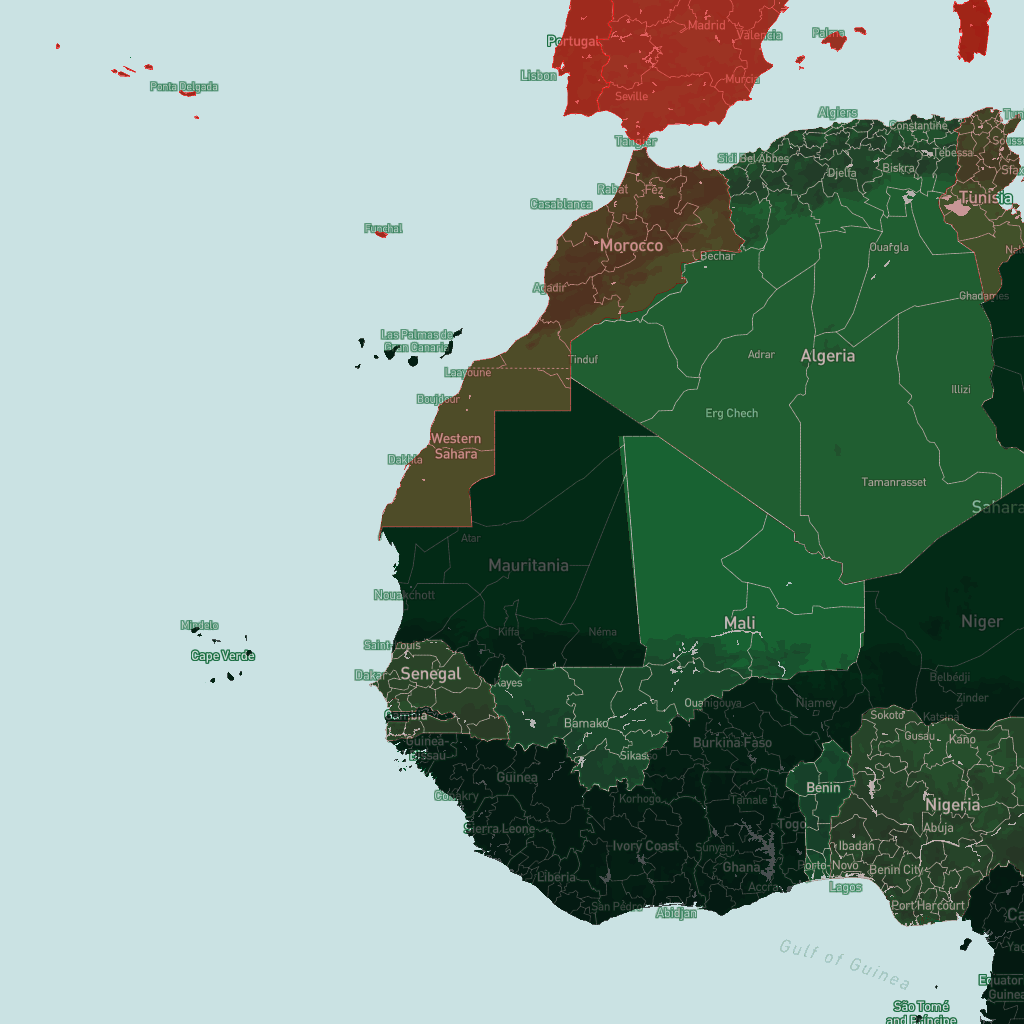 Madrid
Portugal
Valencia
Palma
Lisbon
Murcia
Ponta Delgada
Seville
Algiers
Tangier
Constantine
Sidi Bel Abbes
Tebessa
Djelfa
Biskra
Sfax
Rabat
Fez
Casablanca
Tunisia
Funchal
Morocco
Ouargla
Bechar
Agadir
Ghadames
Las Palmas de
Gran Canaria
Adrar
Algeria
Tinduf
Laayoune
Illizi
Boujdour
Erg Chech
Western
Sahara
Dakhla
Tamanrasset
Sahara
Atar
Mauritania
Nouakchott
Mindelo
Mali
Niger
Kiffa
Néma
Saint-Louis
Cape Verde
Senegal
Dakar
Kayes
Belbédji
Zinder
Ouahigouya
Niamey
Gambia
Sokoto
Katsina
Bamako
Gusau
Kano
Guinea-
Bissau
Burkina Faso
Sikasso
Guinea
Benin
Conakry
Korhogo
Tamale
Nigeria
Togo
Sierra Leone
Abuja
Ivory Coast
Sunyani
Ibadan
Ghana
Porto-Novo
Benin City
Liberia
Accra
Lagos
San Pédro
Abidjan
Port Harcourt
Gulf of Guinea
Equator
Guinea
São Tomé
and Príncipe